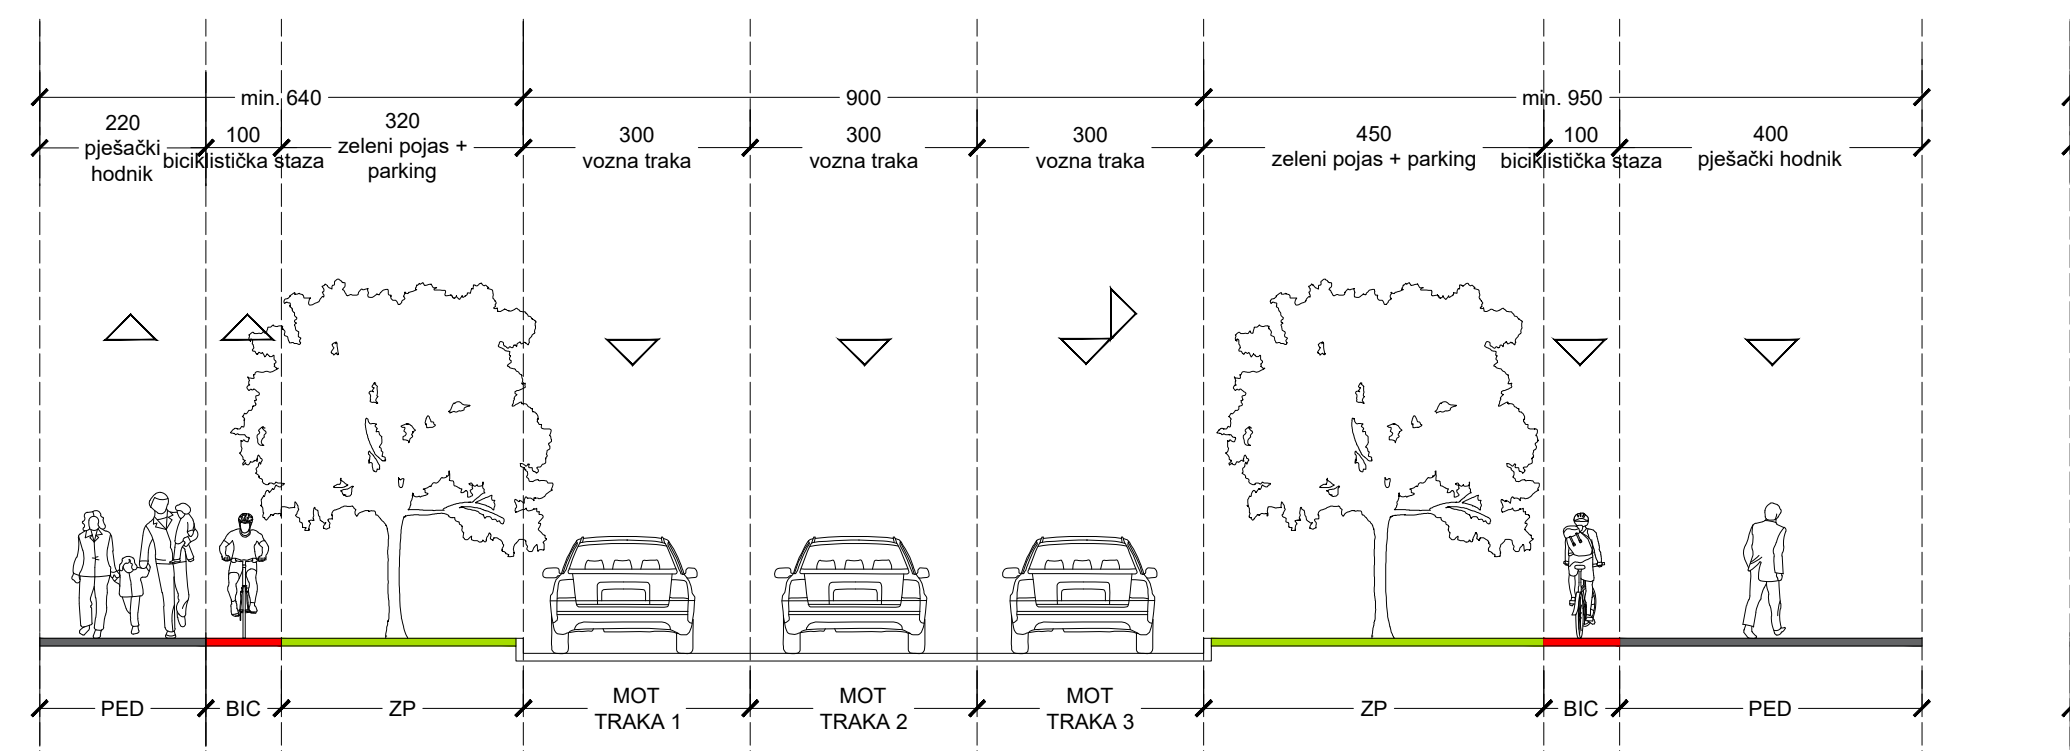 min. 640
900
min. 950
220
pješački
hodnik
100
biciklistička staza
320
zeleni pojas +
parking
300
vozna traka
300
vozna traka
300
vozna traka
450
zeleni pojas + parking
100
biciklistička staza
400
pješački hodnik
PED
BIC
ZP
MOT
TRAKA 1
MOT
TRAKA 2
MOT
TRAKA 3
ZP
BIC
PED